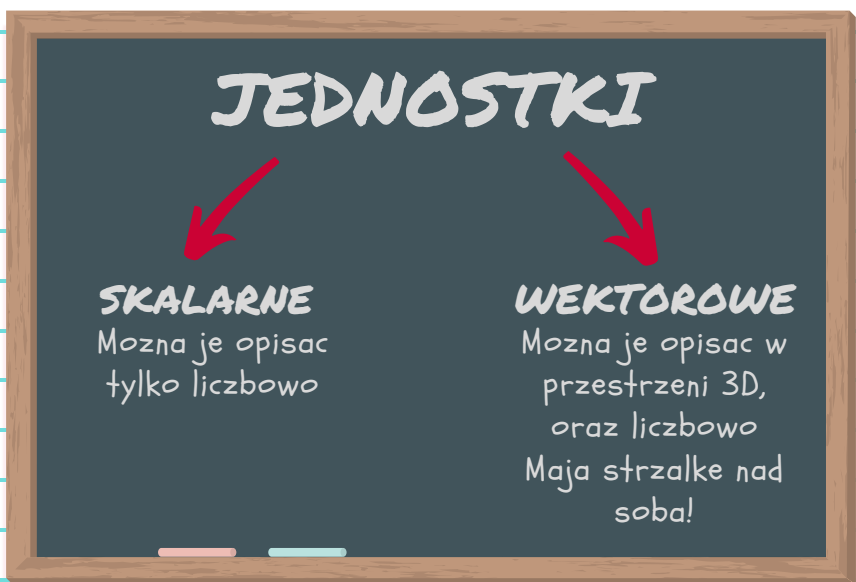 JEDNOSTKI
SKALARNE
Mozna je opisac
tylko liczbowo
WEKTOROWE
Mozna je opisac w
przestrzeni 3D,
oraz liczbowo
Maja strzalke nad
soba!